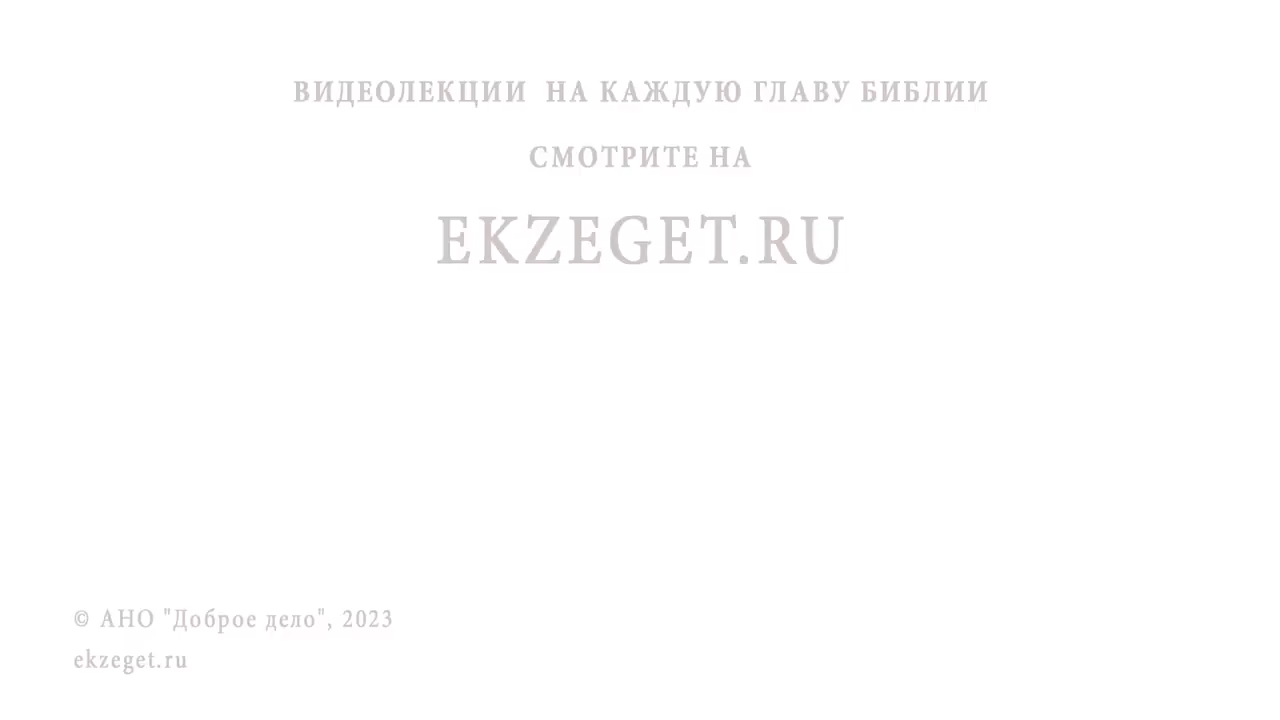 ВИДЕОЛЕКЦИИ НА КАЖДУЮ ГЛАВУ БИБЛИИ
СМОТРИТЕ НА
EKZEGET.RU
© АНО "Доброе дело", 2023
ekzeget.ru